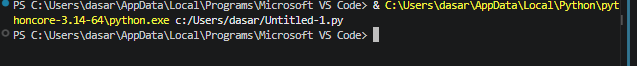 PS C:\Users\dasar\AppData\Local\Programs\Microsoft VS Code> & C:\Users\dasar\AppData\Local\Python\pyt
honcore-3.14-64\python.exe c:/Users/dasar/Untitled-1.py
PS C:\Users\dasar\AppData\Local\Programs\Microsoft VS Code>